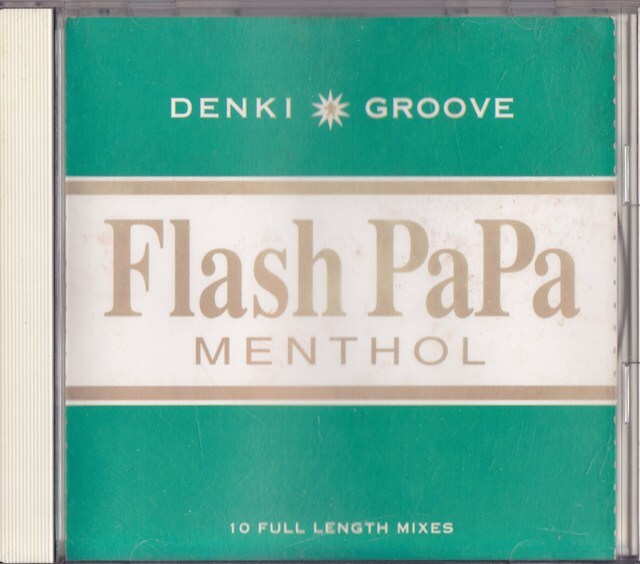 DENKI GROOVE
Flash PaPa
MENTHOL
10 FULL LENGTH MIXES